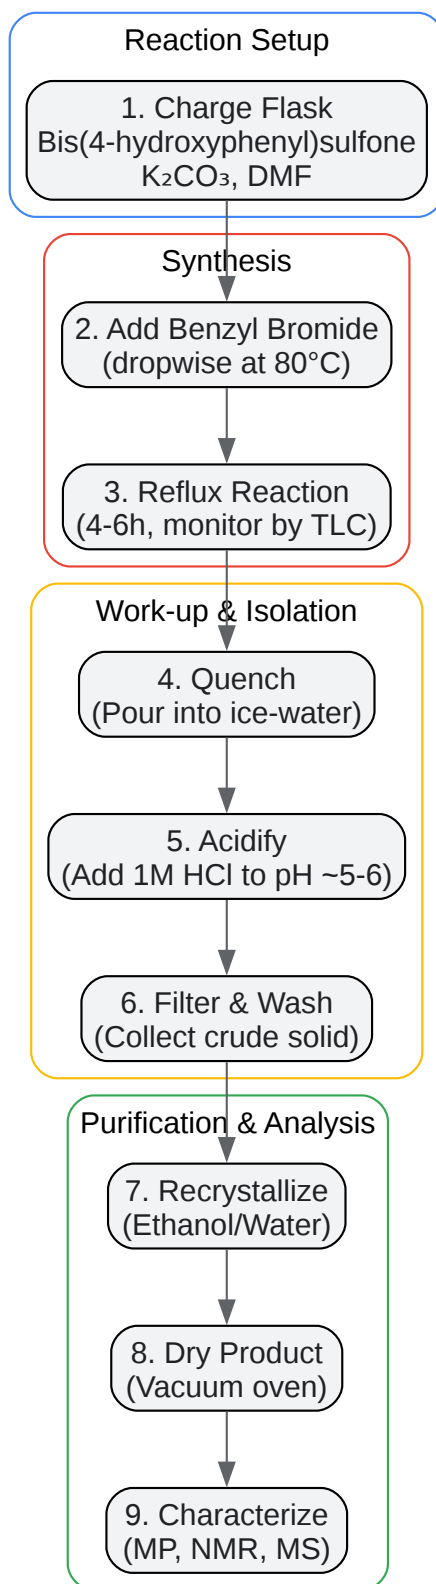 Reaction Setup
1. Charge Flask
Bis(4-hydroxyphenyl)sulfone
K₂CO₃, DMF
Synthesis
2. Add Benzyl Bromide
(dropwise at 80°C)
3. Reflux Reaction
(4-6h, monitor by TLC)
Work-up & Isolation
4. Quench
(Pour into ice-water)
5. Acidify
(Add 1M HCl to pH ~5-6)
6. Filter & Wash
(Collect crude solid)
Purification & Analysis
7. Recrystallize
(Ethanol/Water)
8. Dry Product
(Vacuum oven)
9. Characterize
(MP, NMR, MS)